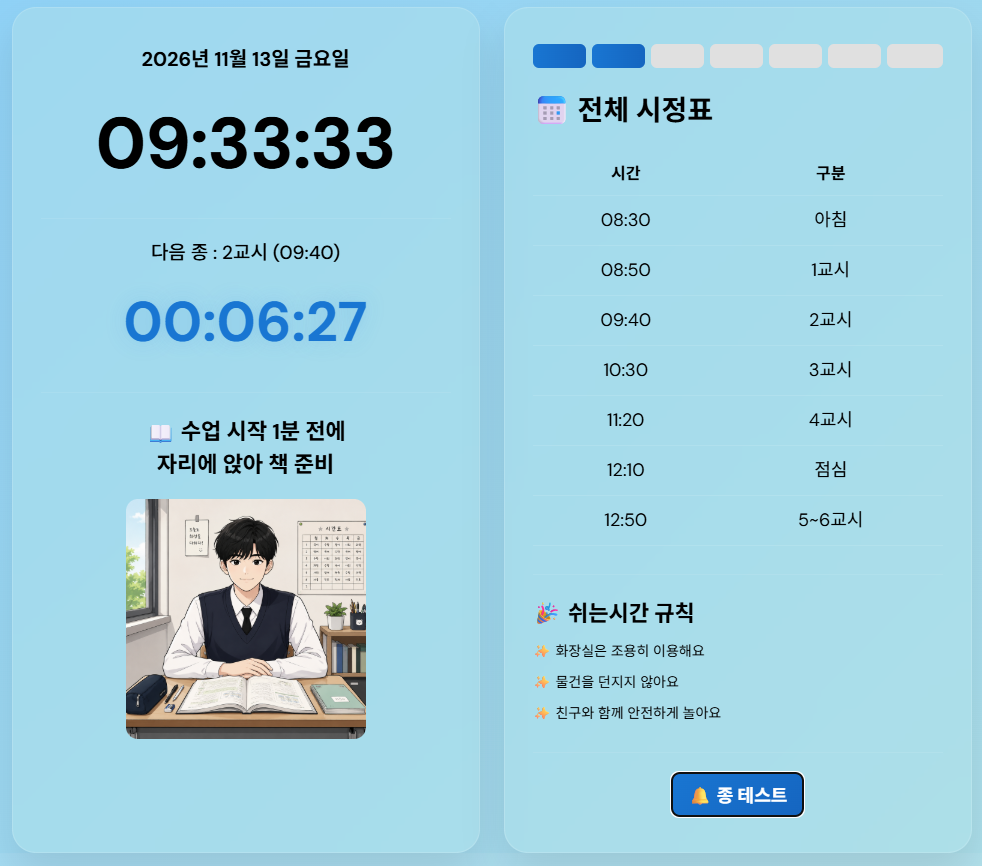 2026년 11월 13일 금요일
09:33:33
다음 종 : 2교시 (09:40)
00:06:27
수업 시작 1분 전에
자리에 앉아 책 준비
시간표
전체 시정표
시간 구분
08:30 아침
08:50 1교시
09:40 2교시
10:30 3교시
11:20 4교시
12:10 점심
12:50 5~6교시
쉬는시간 규칙
화장실은 조용히 이용해요
물건을 던지지 않아요
친구와 함께 안전하게 놀아요
종 테스트